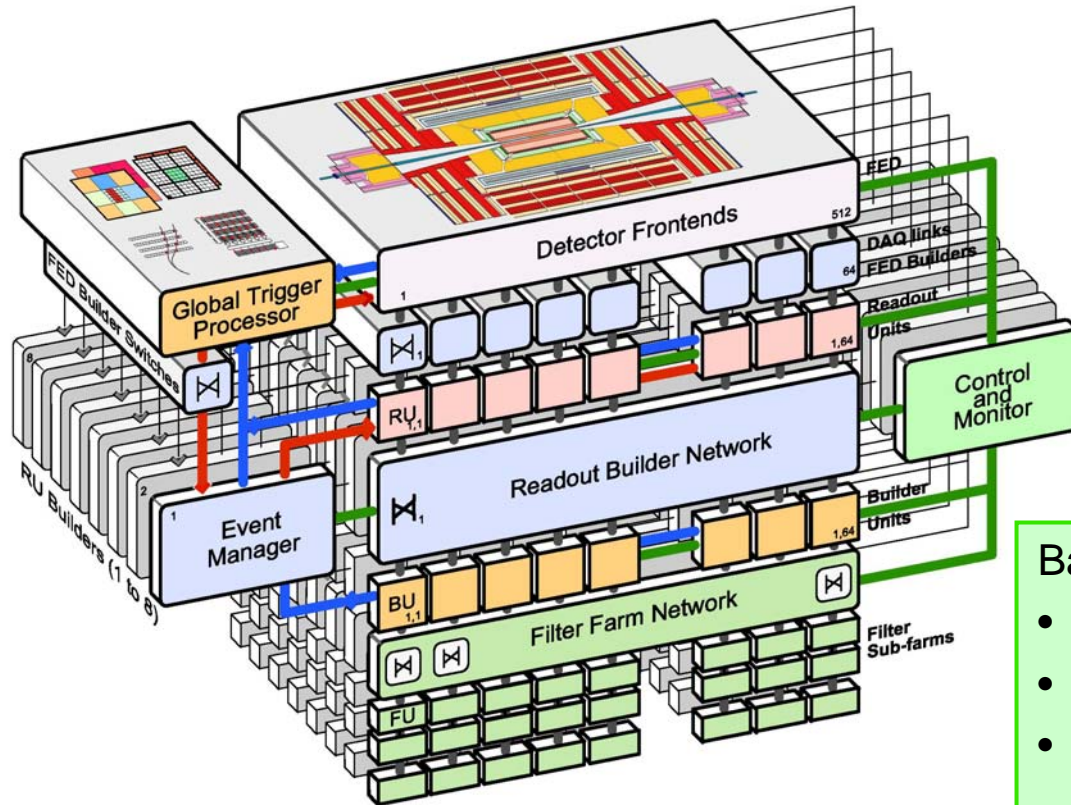 FED
512
Detector Frontends
1
DAQ links
FED Builders
64
FED Builder Switches
Global Trigger
Processor
1
Readout
Units
1,64
8
RU
1,1
Control
and
Monitor
Readout Builder Network
1
RU Builders (1 to 8)
2
1
Event
Manager
Builder
Units
1,64
BU
1,1
Filter Farm Network
Filter
Sub-farms
FU
Ba
•
•
•